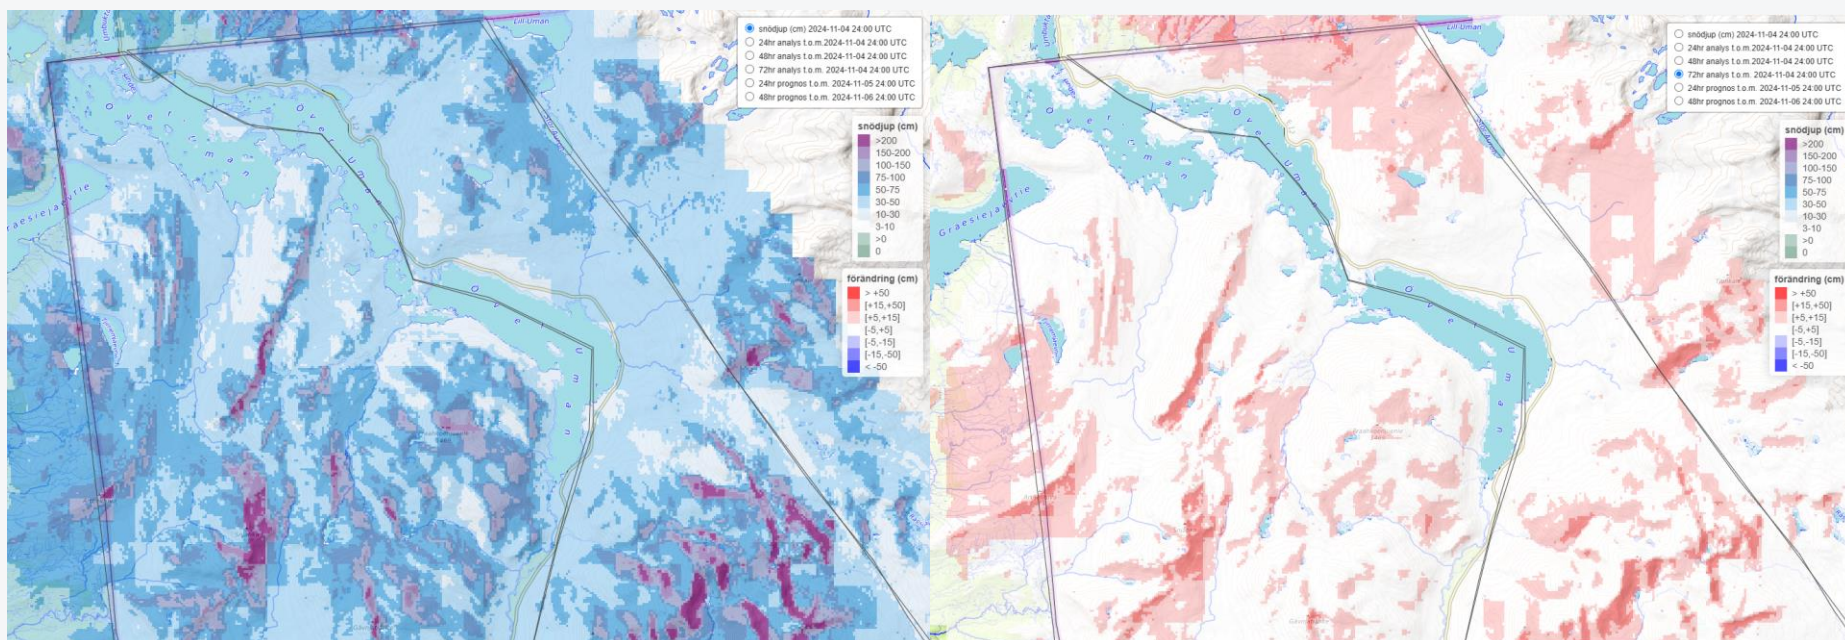 Lill-Uman
snödjup (cm) 2024-11-04 24:00 UTC
24hr analys t.o.m.2024-11-04 24:00 UTC
48hr analys t.o.m. 2024-11-04 24:00 UTC
72hr analys t.o.m. 2024-11-04 24:00 UTC
24hr prognos t.o.m. 2024-11-05 24:00 UTC
48hr prognos t.o.m. 2024-11-06 24:00 UTC
snödjup (cm)
>200
150-200
100-150
75-100
50-75
30-50
10-30
3-10
>0
0
förändring (cm)
> +50
[+15,+50]
[+5,+15]
[-5,+5]
[-5,-15]
[-15,-50]
< -50
Över Uman
Över Uman
Lill-Uman
snödjup (cm) 2024-11-04 24:00 UTC
24hr analys t.o.m.2024-11-04 24:00 UTC
48hr analys t.o.m. 2024-11-04 24:00 UTC
72hr analys t.o.m. 2024-11-04 24:00 UTC
24hr prognos t.o.m. 2024-11-05 24:00 UTC
48hr prognos t.o.m. 2024-11-06 24:00 UTC
snödjup (cm)
>200
150-200
100-150
75-100
50-75
30-50
10-30
3-10
>0
0
förändring (cm)
> +50
[+15,+50]
[+5,+15]
[-5,+5]
[-5,-15]
[-15,-50]
< -50
Över Uman
Graesiejaevrie
Över Uman